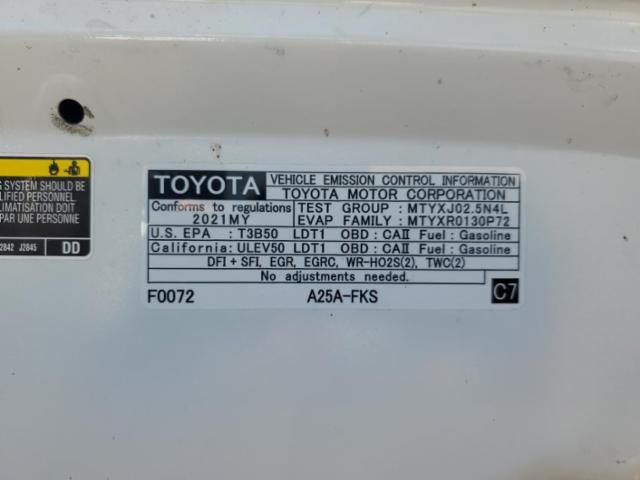 G SYSTEM SHOULD BE
LIFIED PERSONNEL.
LIMATISATION DOIT
PAR UNE PERSONNE
2842 J2845 DD
TOYOTA VEHICLE EMISSION CONTROL INFORMATION
TOYOTA MOTOR CORPORATION
Conforms to regulations TEST GROUP : MTYXJ02.5N4L
2021MY EVAP FAMILY : MTYXR0130P72
U.S. EPA : T3B50 LDT1 OBD : CAII Fuel : Gasoline
California: ULEV50 LDT1 OBD : CAII Fuel : Gasoline
DFI + SFI, EGR, EGRC, WR-HO2S(2), TWC(2)
No adjustments needed.
F0072 A25A-FKS C7